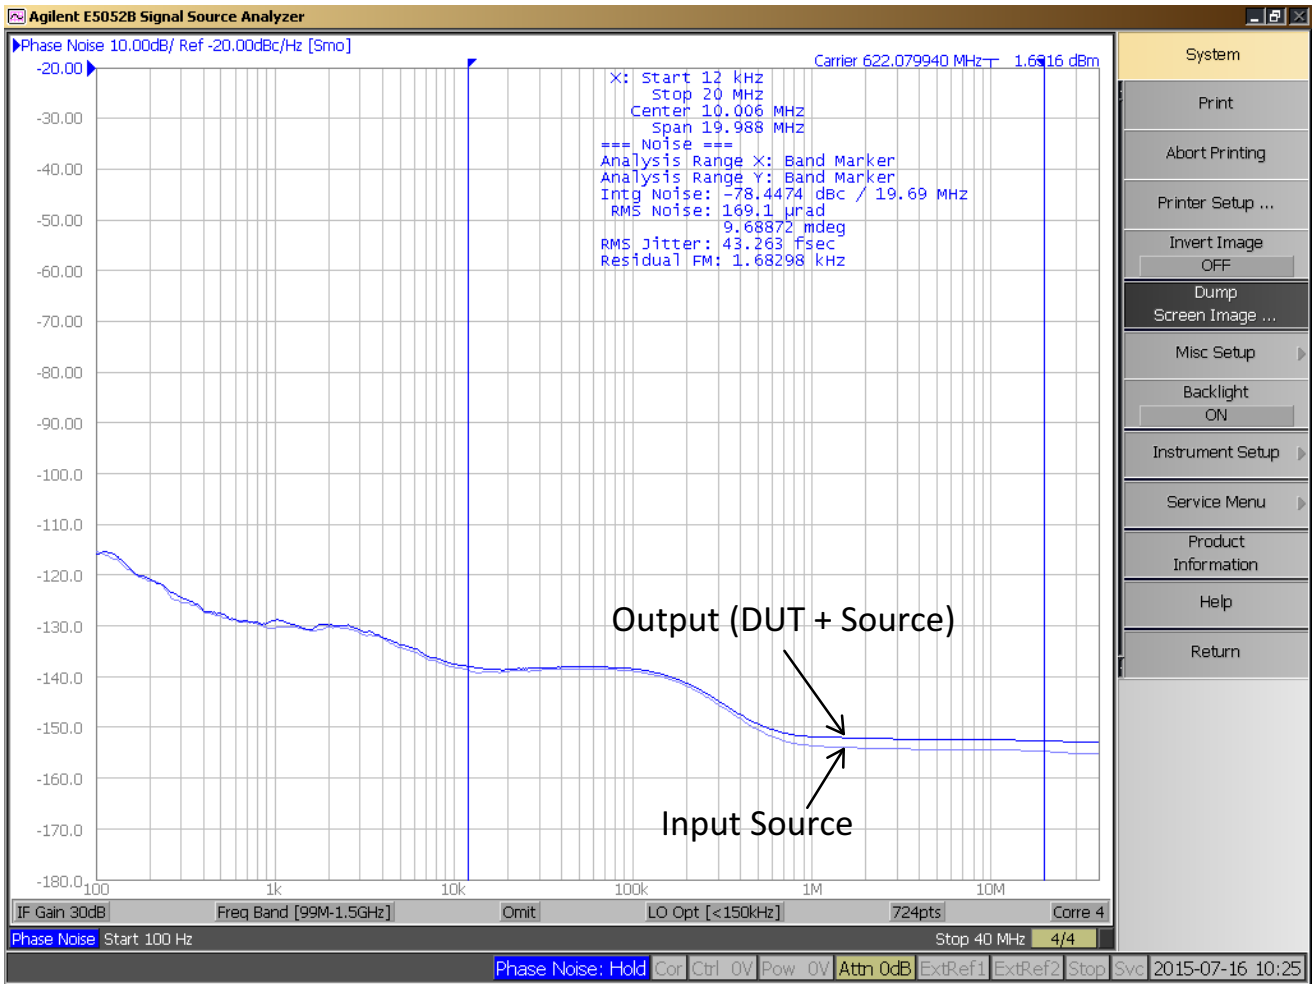 Agilent E5052B Signal Source Analyzer
Phase Noise 10.00dB/ Ref -20.00dBc/Hz [Smo]
Carrier 622.079940 MHz
X: Start 12 kHz
Stop 20 MHz
Center 10.006 MHz
Span 19.988 MHz
=== Noise ===
Analysis Range X: Band Marker
Analysis Range Y: Band Marker
Intg Noise: -78.4474 dBc / 19.69 MHz
RMS Noise: 169.1 µrad
9.68872 mdeg
RMS Jitter: 43.263 fsec
Residual FM: 1.68298 kHz
-20.00
-30.00
-40.00
-50.00
-60.00
-70.00
-80.00
-90.00
-100.0
-110.0
-120.0
-130.0
-140.0
-150.0
-160.0
-170.0
-180.0
Output (DUT + Source)
Input Source
100 1k 10k 100k 1M 10M
IF Gain 30dB Freq Band [99M-1.5GHz] Omit LO Opt [<150kHz] 724pts Corre 4
Phase Noise Start 100 Hz Stop 40 MHz 4/4
Phase Noise: Hold Cor Ctrl 0V Pow 0V Attn 0dB ExtRef1 ExtRef2 Stop Svc 2015-07-16 10:25
System
Print
Abort Printing
Printer Setup ...
Invert Image
OFF
Dump
Screen Image ...
Misc Setup
Backlight
ON
Instrument Setup
Service Menu
Product
Information
Help
Return